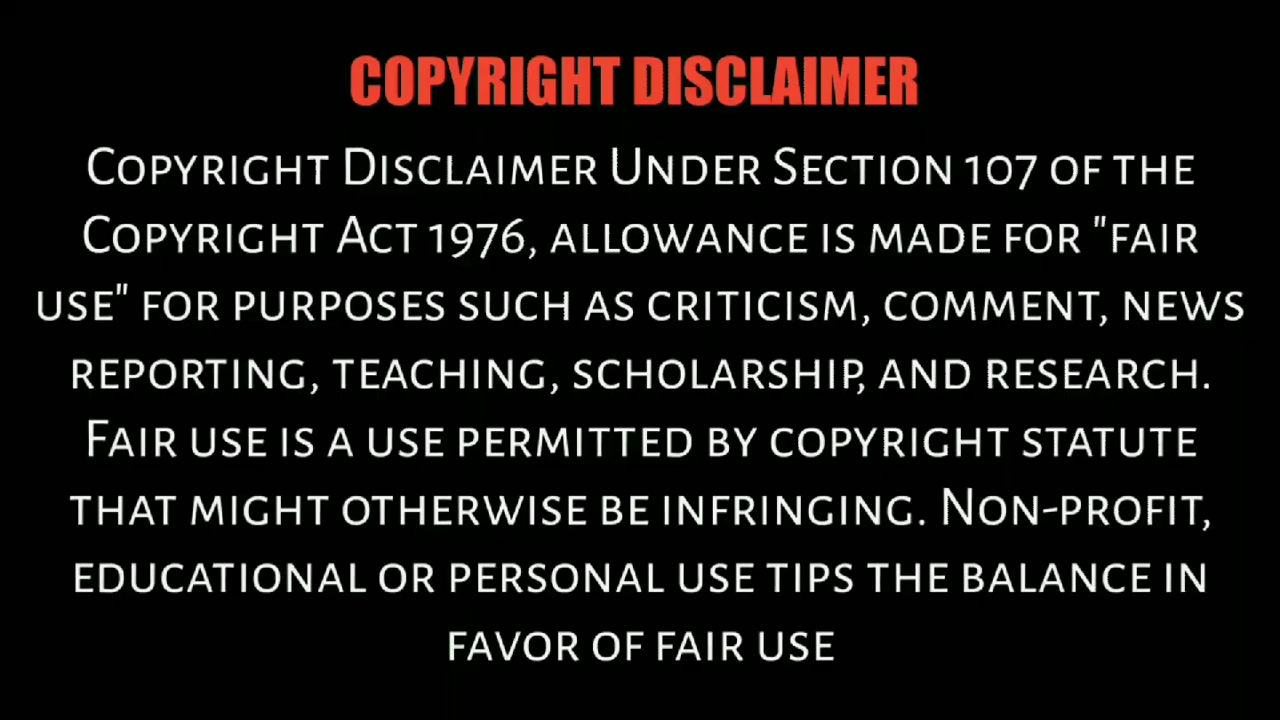 COPYRIGHT DISCLAIMER
Copyright Disclaimer Under Section 107 of the
Copyright Act 1976, allowance is made for "fair
use" for purposes such as criticism, comment, news
reporting, teaching, scholarship, and research.
Fair use is a use permitted by copyright statute
that might otherwise be infringing. Non-profit,
educational or personal use tips the balance in
favor of fair use